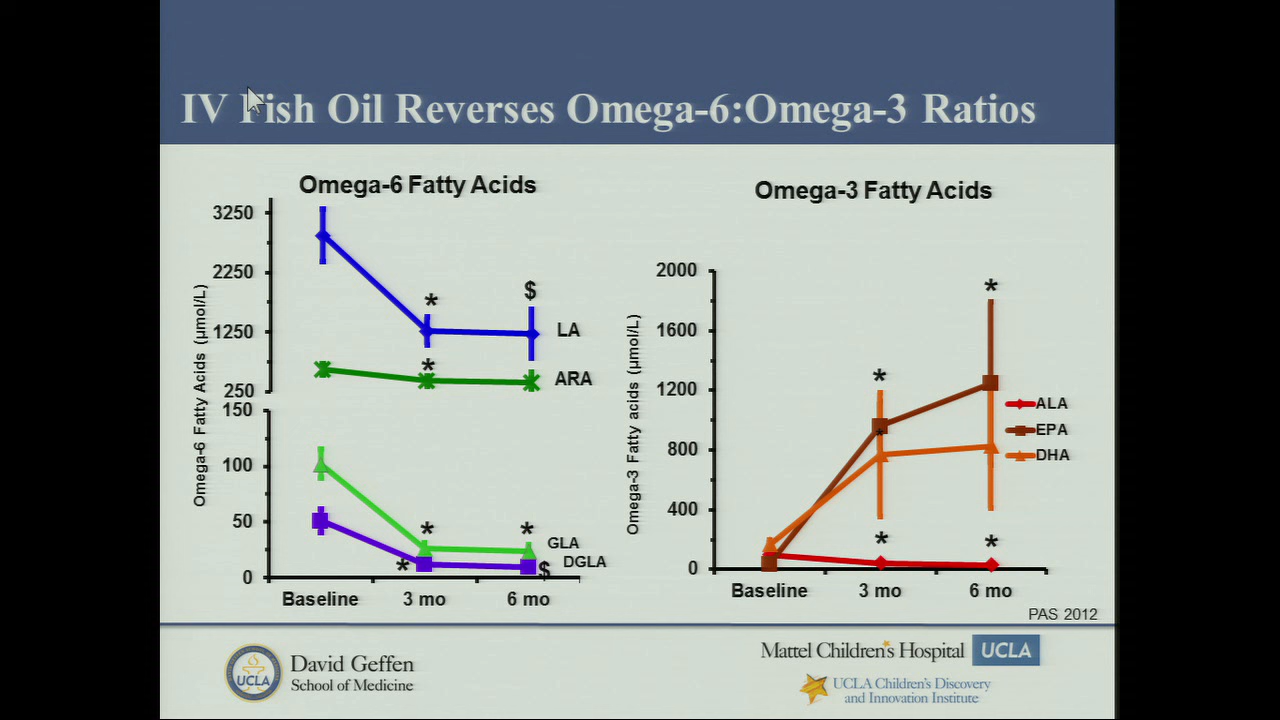 IV Fish Oil Reverses Omega-6:Omega-3 Ratios
Omega-6 Fatty Acids
Omega-6 Fatty Acids (µmol/L)
3250
2250
1250
250
150
100
50
0
*
$
LA
*
ARA
*
*
GLA
*
$
DGLA
Baseline 3 mo 6 mo
Omega-3 Fatty Acids
Omega-3 Fatty acids (µmol/L)
2000
1600
1200
800
400
0
*
*
*
*
*
ALA
EPA
DHA
Baseline 3 mo 6 mo
PAS 2012
UCLA
David Geffen
School of Medicine
Mattel Children's Hospital UCLA
UCLA Children's Discovery
and Innovation Institute